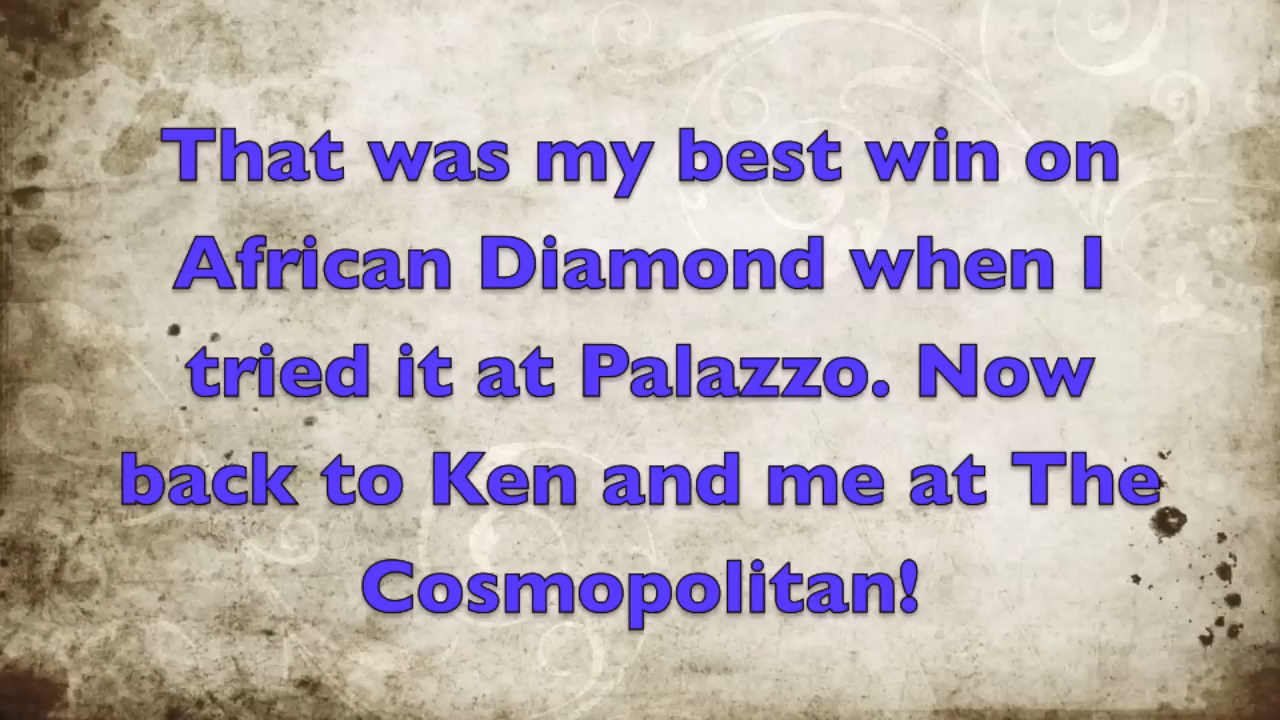 That was my best win on
African Diamond when I
tried it at Palazzo. Now
back to Ken and me at The
Cosmopolitan!